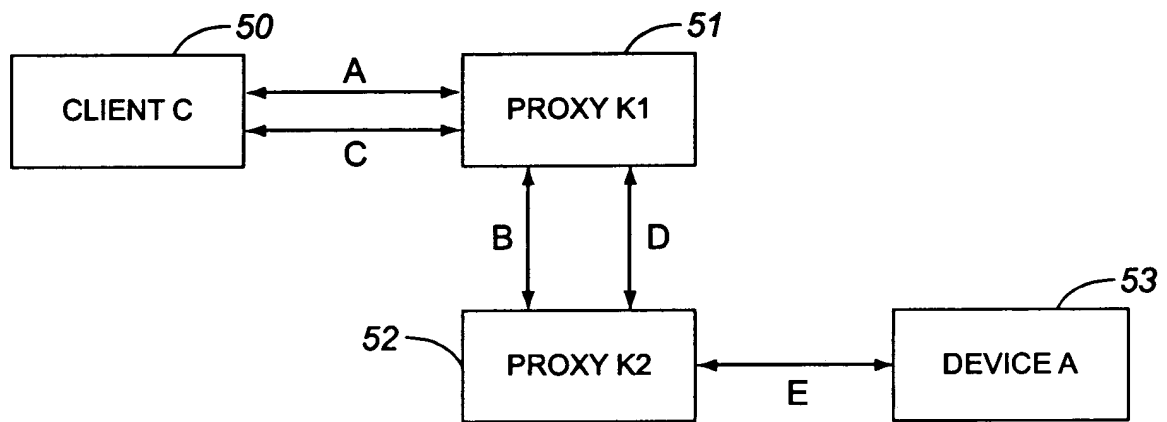 50
51
CLIENT C
A
C
PROXY K1
B
D
52
PROXY K2
E
53
DEVICE A